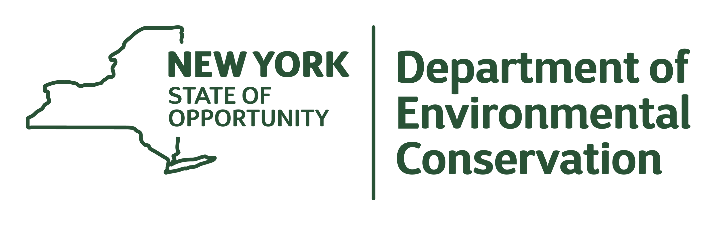 NEW YORK
STATE OF
OPPORTUNITY
Department of
Environmental
Conservation